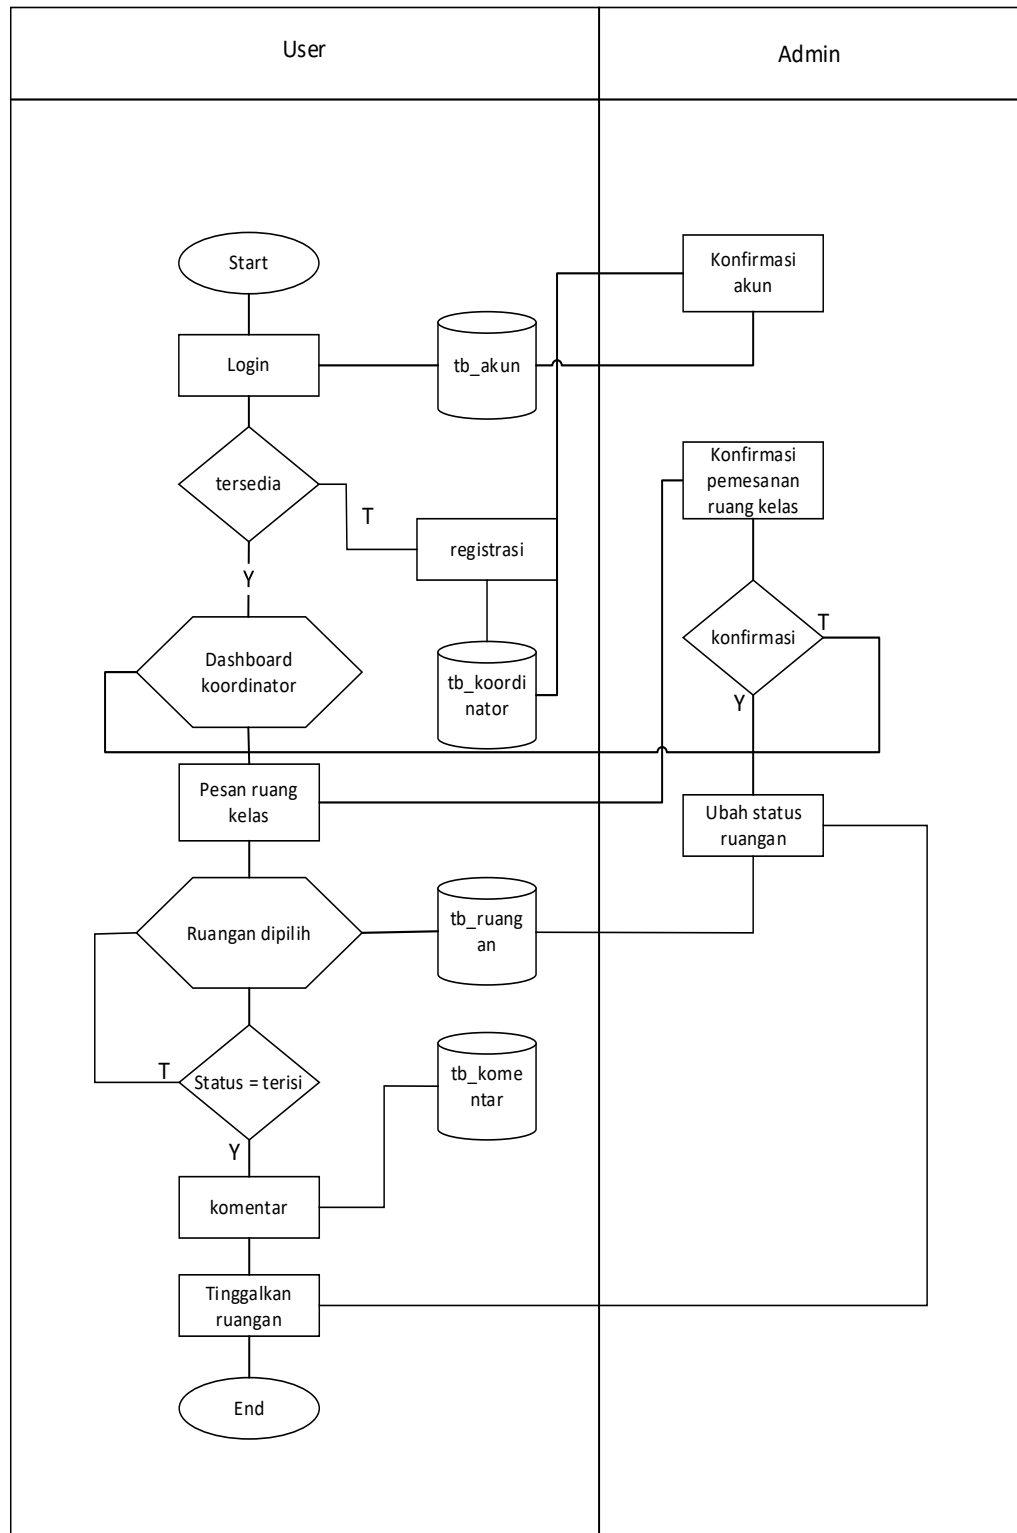 User
Admin
Start
Konfirmasi
akun
Login
tb_akun
tersedia
T
Konfirmasi
pemesanan
ruang kelas
registrasi
Y
T
konfirmasi
Dashboard
koordinator
tb_koordi
nator
Y
Pesan ruang
kelas
Ubah status
ruangan
Ruangan dipilih
tb_ruang
an
T
Status = terisi
tb_kome
ntar
Y
komentar
Tinggalkan
ruangan
End